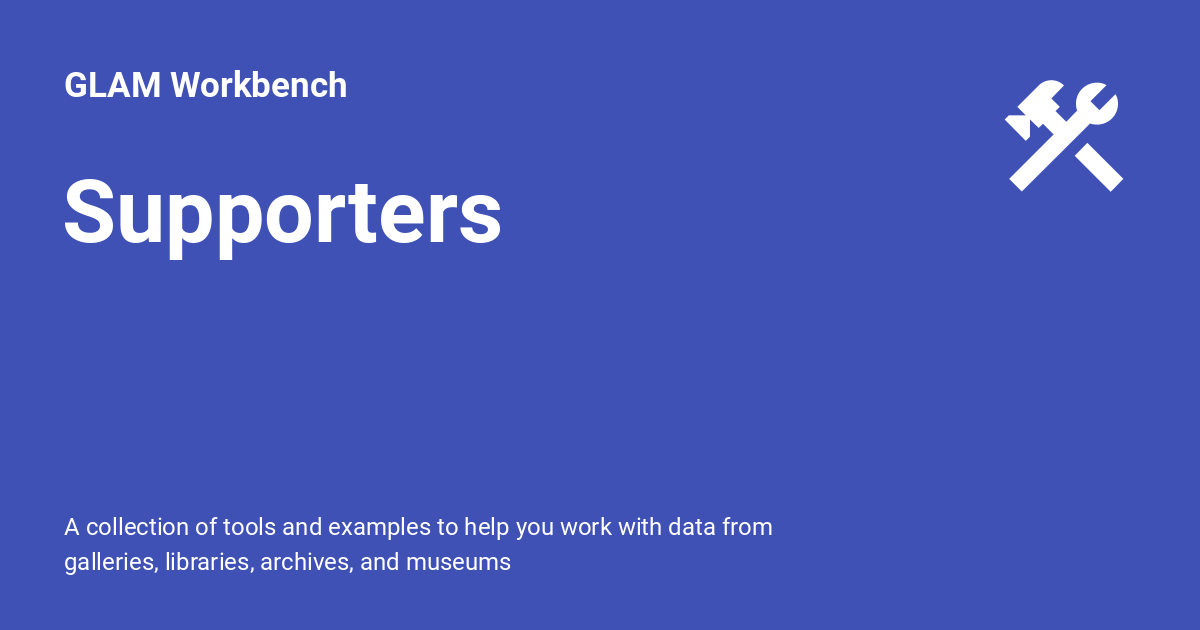 GLAM Workbench
Supporters
A collection of tools and examples to help you work with data from
galleries, libraries, archives, and museums